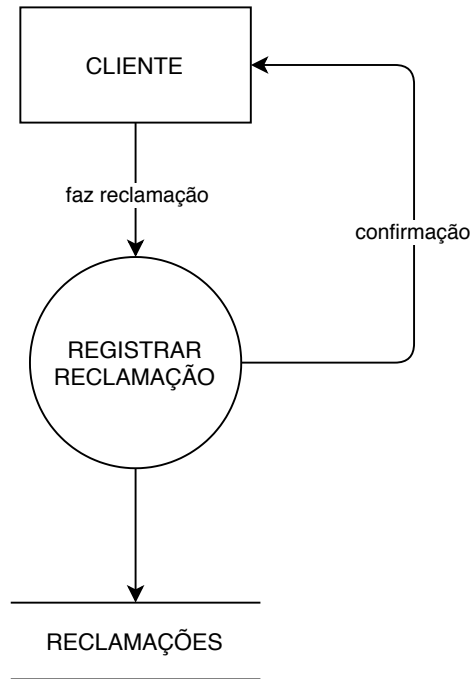 CLIENTE
faz reclamação
confirmação
REGISTRAR
RECLAMAÇÃO
RECLAMAÇÕES